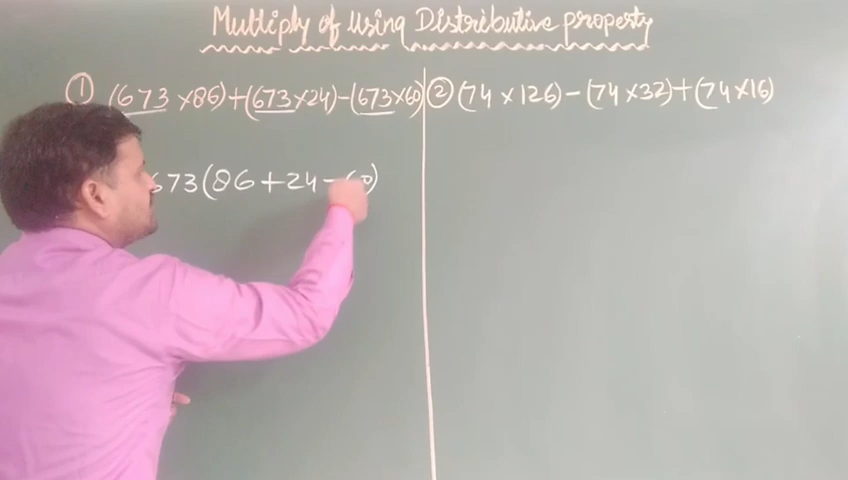 Multiply of Using Distributive property
① (673 ×86)+(673×24)-(673×60)
673(86+24-60)
② (74 ×126)-(74×32)+(74×16)